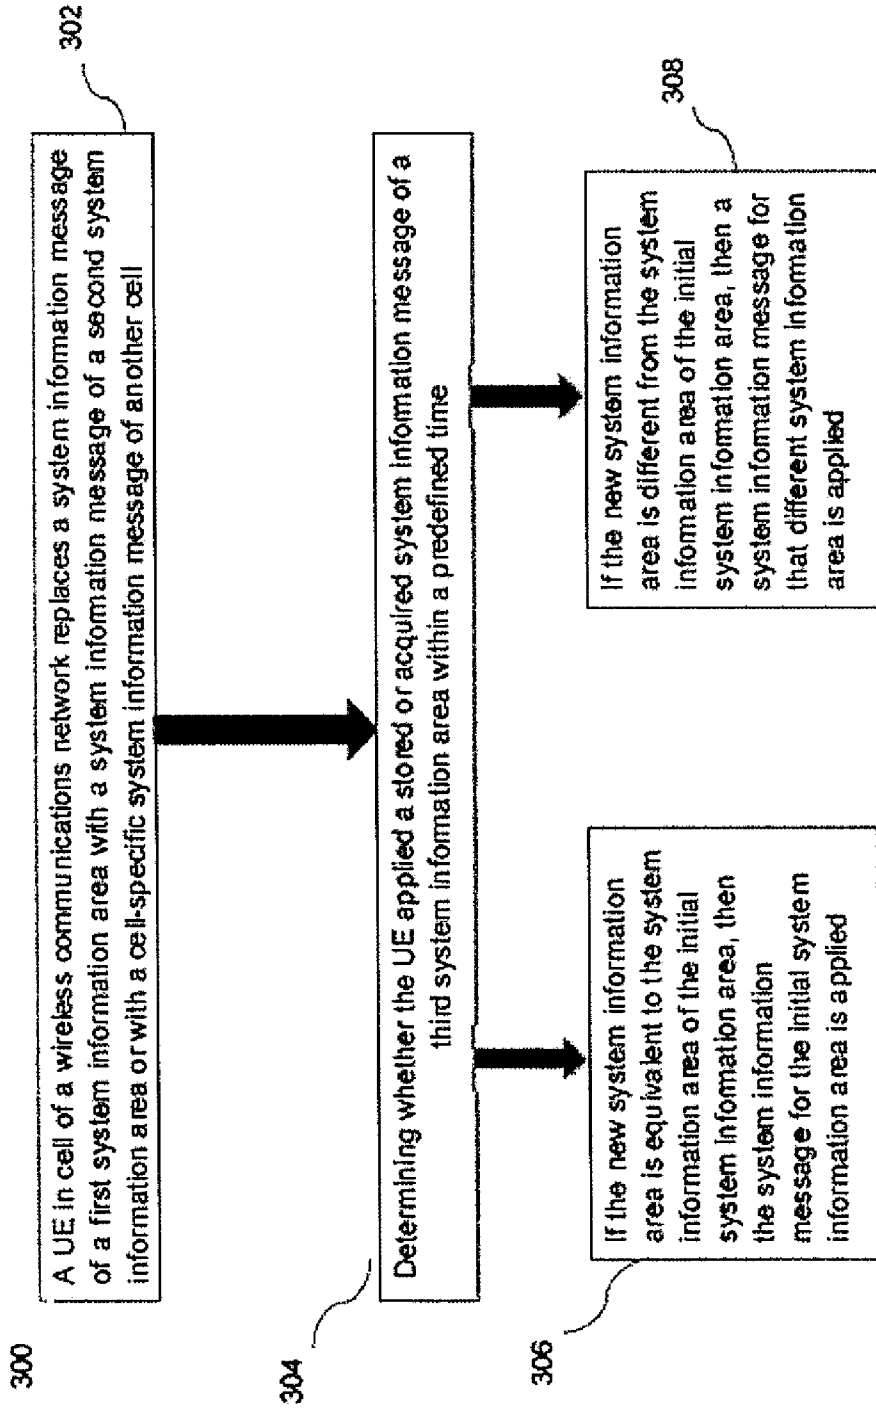 300
302
A UE in cell of a wireless communications network replaces a system information message
of a first system information area with a system information message of a second system
information area or with a cell-specific system information message of another cell
304
Determining whether the UE applied a stored or acquired system information message of a
third system information area within a predefined time
306
If the new system information
area is equivalent to the system
information area of the initial
system information area, then
the system information
message for the initial system
information area is applied
308
If the new system information
area is different from the system
information area of the initial
system information area, then a
system information message for
that different system information
area is applied